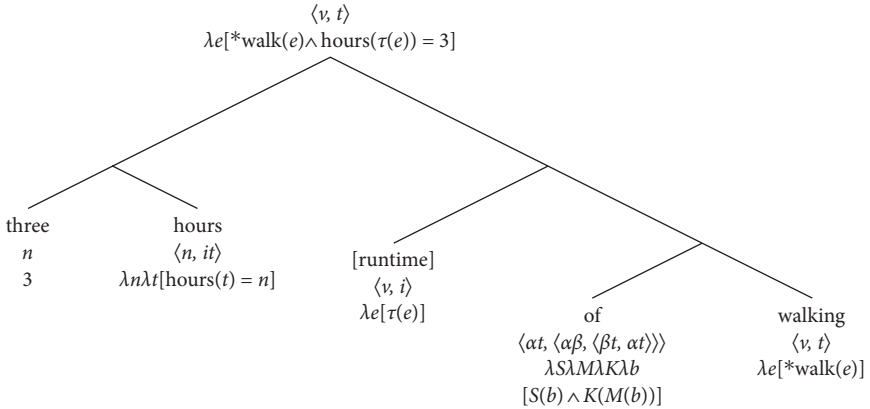 ⟨v, t⟩
λe[*walk(e)∧hours(τ(e)) = 3]
three
n
3
hours
⟨n, it⟩
λnλt[hours(t) = n]
[runtime]
⟨v, i⟩
λe[τ(e)]
of
⟨αt, ⟨αβ, ⟨βt, αt⟩⟩⟩
λSλMλKλb
[S(b) ∧ K(M(b))]
walking
⟨v, t⟩
λe[*walk(e)]